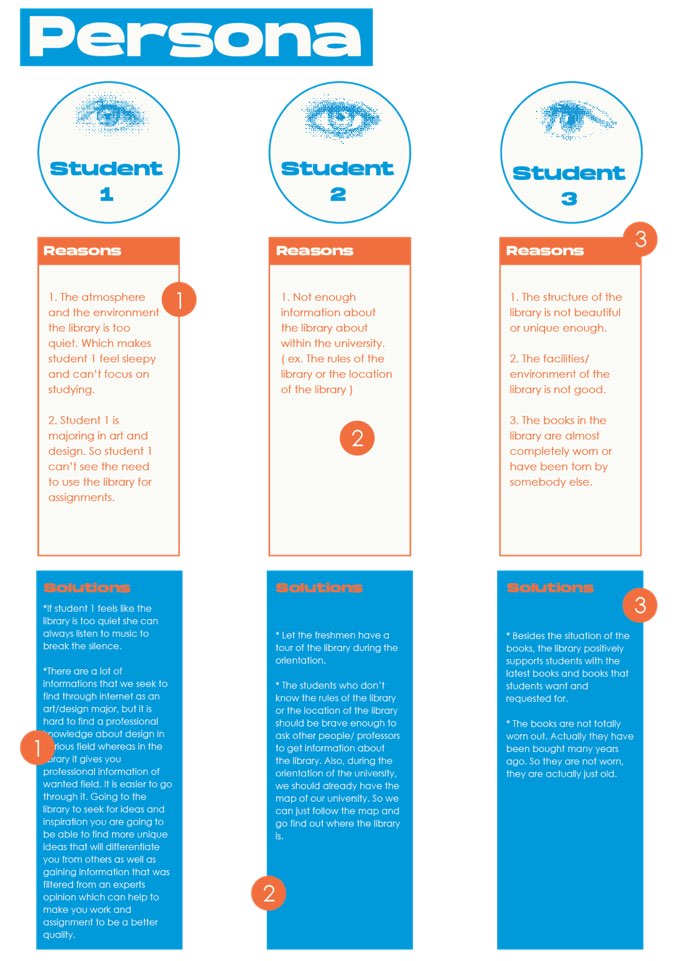 Persona
Student
1
Reasons
1
1. The atmosphere
and the environment
the library is too
quiet. Which makes
student 1 feel sleepy
and can't focus on
studying.
2. Student 1 is
majoring in art and
design. So student 1
can't see the need
to use the library for
assignments.
Solutions
*If student 1 feels like the
library is too quiet she can
always listen to music to
break the silence.
*There are a lot of
informations that we seek to
find through internet as an
art/design major, but it is
hard to find a professional
knowledge about design in
various field whereas in the
library it gives you
professional information of
wanted field. It is easier to go
through it. Going to the
library to seek for ideas and
inspiration you are going to
be able to find more unique
ideas that will differentiate
you from others as well as
gaining information that was
filtered from an experts
opinion which can help to
make you work and
assignment to be a better
quality.
1
Student
2
Reasons
1. Not enough
information about
the library about
within the university.
( ex. The rules of the
library or the location
of the library )
2
Solutions
* Let the freshmen have a
tour of the library during the
orientation.
* The students who don't
know the rules of the library
or the location of the library
should be brave enough to
ask other people/ professors
to get information about
the library. Also, during the
orientation of the university,
we should already have the
map of our university. So we
can just follow the map and
go find out where the library
is.
2
Student
3
Reasons
3
1. The structure of the
library is not beautiful
or unique enough.
2. The facilities/
environment of the
library is not good.
3. The books in the
library are almost
completely worn or
have been torn by
somebody else.
Solutions
3
* Besides the situation of the
books, the library positively
supports students with the
latest books and books that
students want and
requested for.
* The books are not totally
worn out. Actually they have
been bought many years
ago. So they are not worn,
they are actually just old.